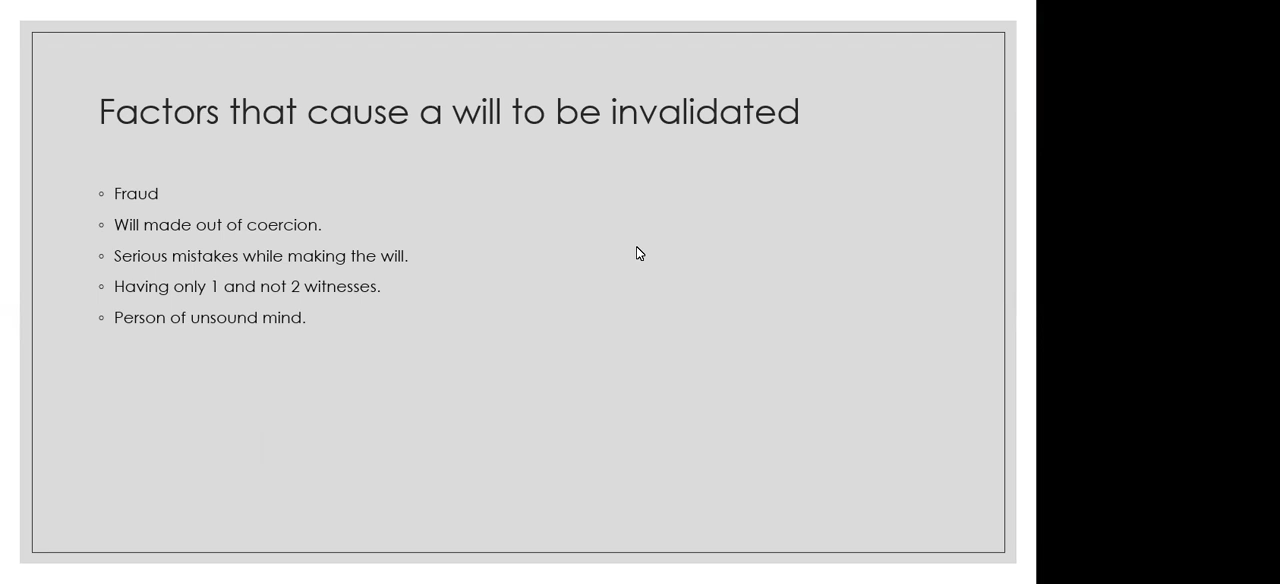 Factors that cause a will to be invalidated
◦ Fraud
◦ Will made out of coercion.
◦ Serious mistakes while making the will.
◦ Having only 1 and not 2 witnesses.
◦ Person of unsound mind.